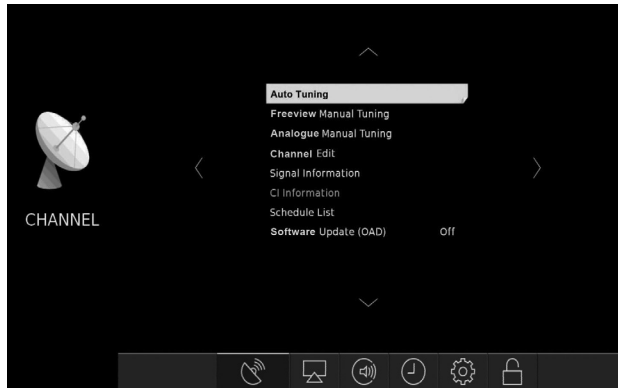 Auto Tuning
Freeview Manual Tuning
Analogue Manual Tuning
Channel Edit
Signal Information
CI Information
Schedule List
Software Update (OAD) Off
CHANNEL